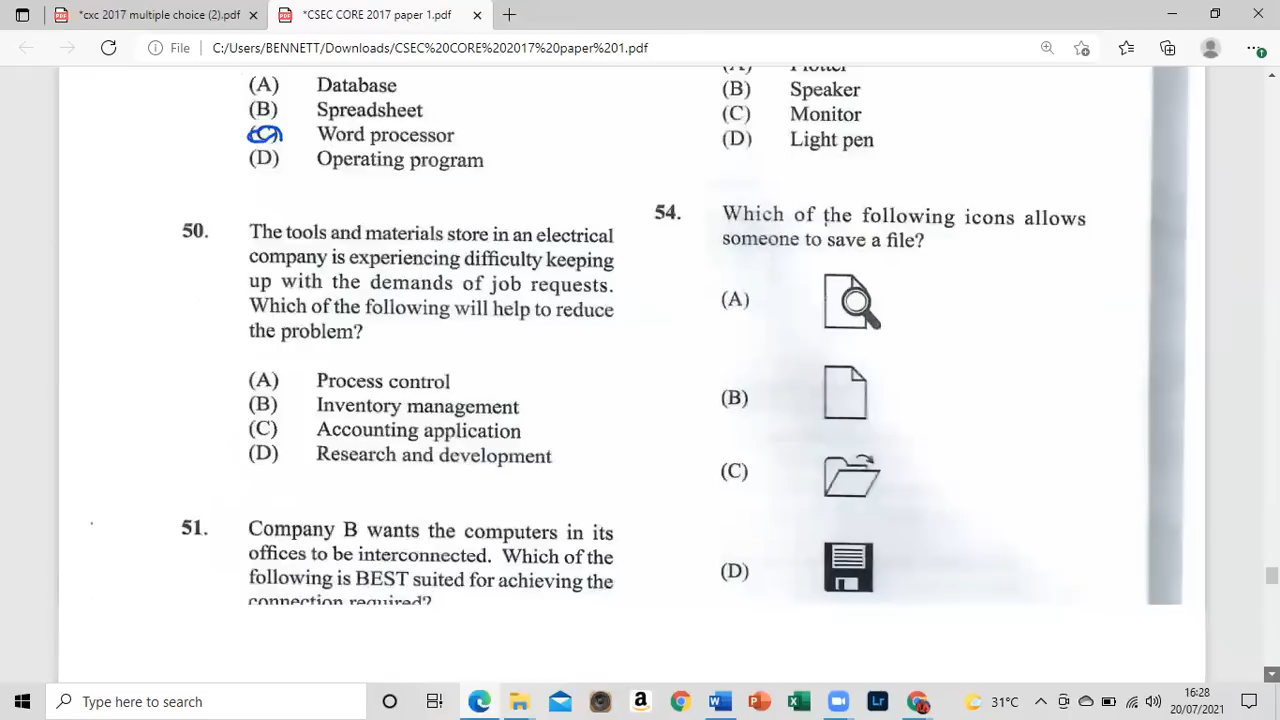 *cxc 2017 multiple choice (2).pdf
*CSEC CORE 2017 paper 1.pdf
File
C:/Users/BENNETT/Downloads/CSEC%20CORE%202017%20paper%201.pdf
(A) Database
(B) Spreadsheet
(C) Word processor
(D) Operating program
50. The tools and materials store in an electrical
company is experiencing difficulty keeping
up with the demands of job requests.
Which of the following will help to reduce
the problem?
(A) Process control
(B) Inventory management
(C) Accounting application
(D) Research and development
51. Company B wants the computers in its
offices to be interconnected. Which of the
following is BEST suited for achieving the
connection required?
(A) Plotter
(B) Speaker
(C) Monitor
(D) Light pen
54. Which of the following icons allows
someone to save a file?
(A)
(B)
(C)
(D)
Type here to search
31°C
16:28
20/07/2021